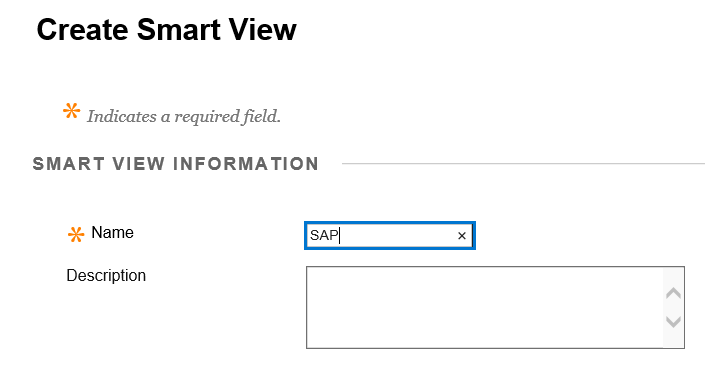 Create Smart View
* Indicates a required field.
SMART VIEW INFORMATION
* Name
SAP
Description